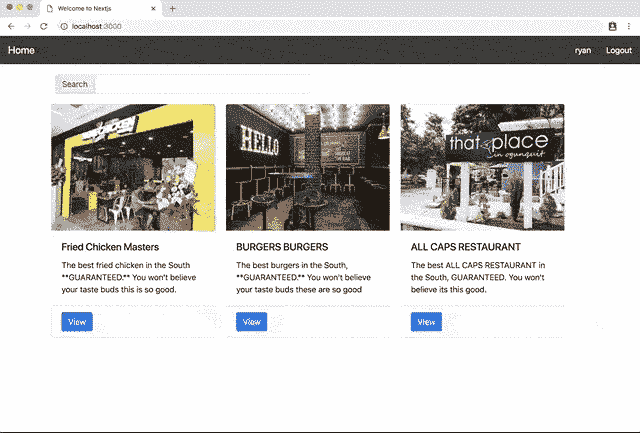 Welcome to Nextjs
localhost:3000
Home
ryan
Logout
Search
HELLO
that place
in ogunquit
Fried Chicken Masters
BURGERS BURGERS
ALL CAPS RESTAURANT
The best fried chicken in the South
**GUARANTEED.** You won't believe
your taste buds this is so good.
The best burgers in the South,
**GUARANTEED.** You won't believe
your taste buds these are so good
The best ALL CAPS RESTAURANT in
the South, GUARANTEED. You won't
believe its this good.
View
View
View